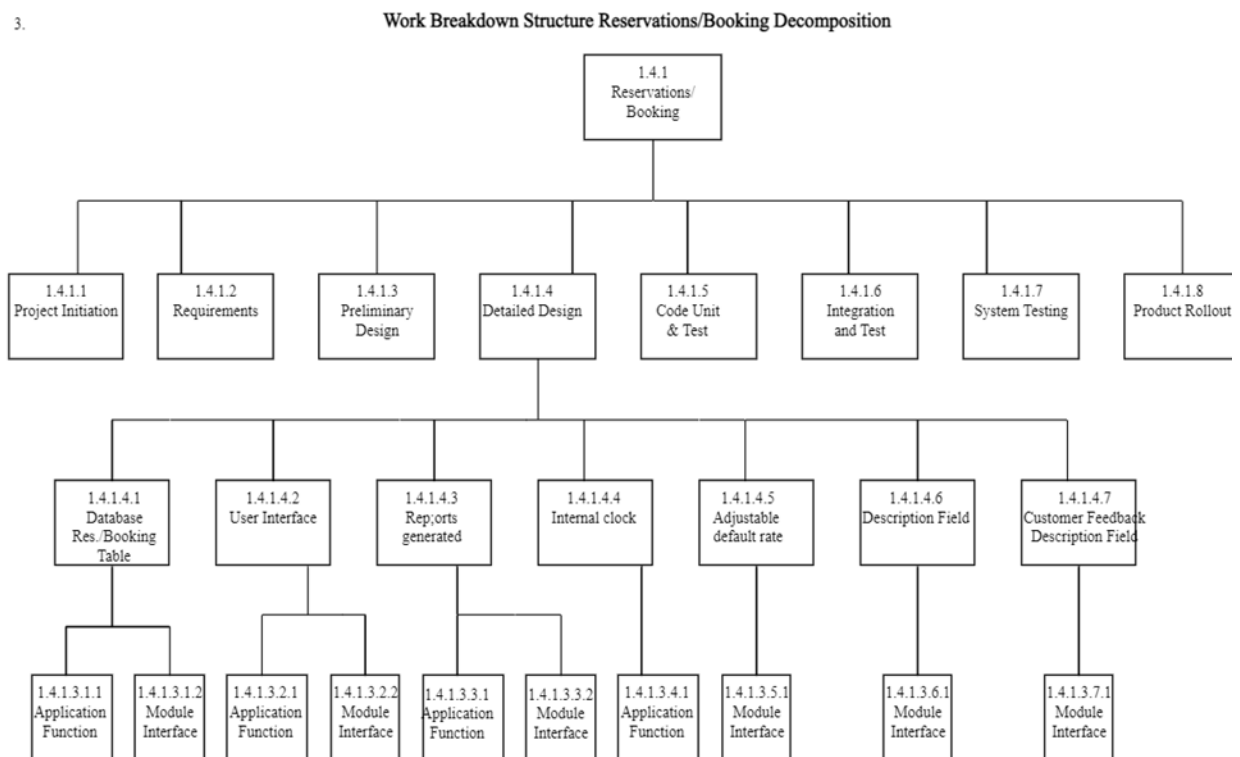 3.
Work Breakdown Structure Reservations/Booking Decomposition
1.4.1
Reservations/
Booking
1.4.1.1
Project Initiation
1.4.1.2
Requirements
1.4.1.3
Preliminary
Design
1.4.1.4
Detailed Design
1.4.1.5
Code Unit
& Test
1.4.1.6
Integration
and Test
1.4.1.7
System Testing
1.4.1.8
Product Rollout
1.4.1.4.1
Database
Res./Booking
Table
1.4.1.4.2
User Interface
1.4.1.4.3
Rep;orts
generated
1.4.1.4.4
Internal clock
1.4.1.4.5
Adjustable
default rate
1.4.1.4.6
Description Field
1.4.1.4.7
Customer Feedback
Description Field
1.4.1.3.1.1
Application
Function
1.4.1.3.1.2
Module
Interface
1.4.1.3.2.1
Application
Function
1.4.1.3.2.2
Module
Interface
1.4.1.3.3.1
Application
Function
1.4.1.3.3.2
Module
Interface
1.4.1.3.4.1
Application
Function
1.4.1.3.5.1
Module
Interface
1.4.1.3.6.1
Module
Interface
1.4.1.3.7.1
Module
Interface